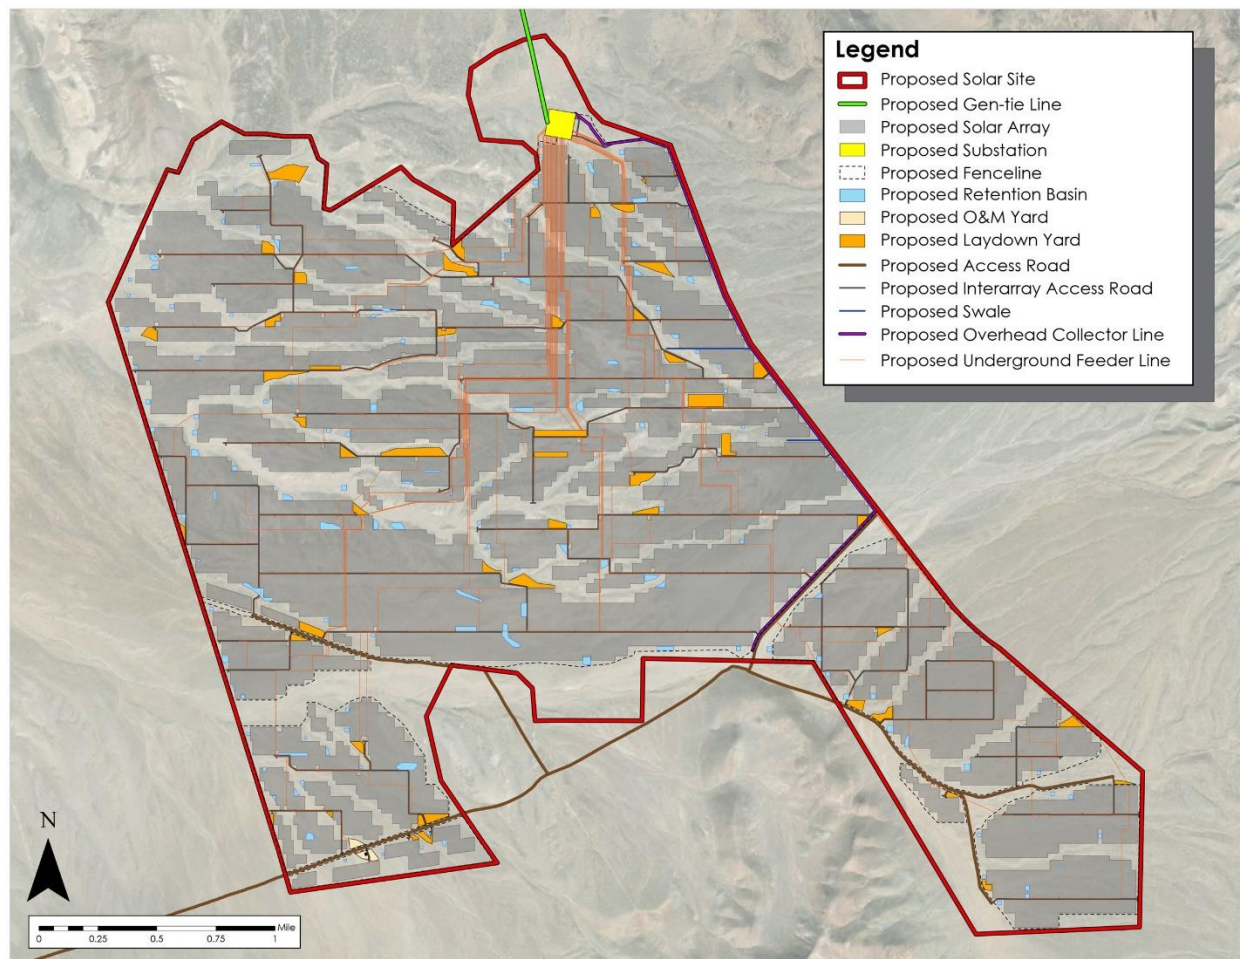 Legend
Proposed Solar Site
Proposed Gen-tie Line
Proposed Solar Array
Proposed Substation
Proposed Fenceline
Proposed Retention Basin
Proposed O&M Yard
Proposed Laydown Yard
Proposed Access Road
Proposed Interarray Access Road
Proposed Swale
Proposed Overhead Collector Line
Proposed Underground Feeder Line
N
Mile
0 0.25 0.5 0.75 1